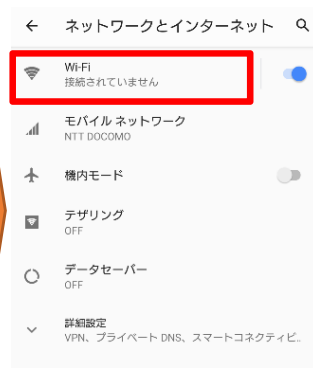 ネットワークとインターネット
Wi-Fi
接続されていません
モバイル ネットワーク
NTT DOCOMO
機内モード
テザリング
OFF
データセーバー
OFF
詳細設定
VPN、プライベート DNS、スマートコネクティビ..